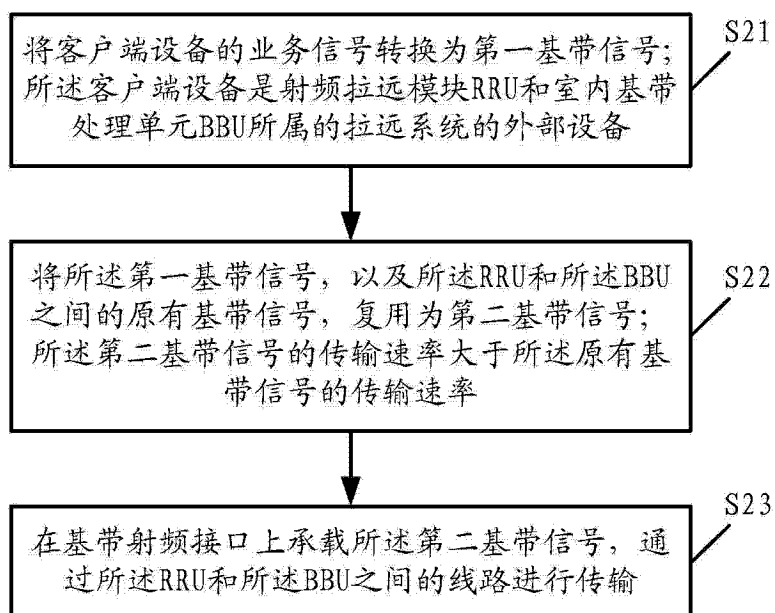 将客户端设备的业务信号转换为第一基带信号;
所述客户端设备是射频拉远模块RRU和室内基带
处理单元BBU所属的拉远系统的外部设备
S21
将所述第一基带信号，以及所述RRU和所述BBU
之间的原有基带信号，复用为第二基带信号;
所述第二基带信号的传输速率大于所述原有基
带信号的传输速率
S22
在基带射频接口上承载所述第二基带信号，通
过所述RRU和所述BBU之间的线路进行传输
S23